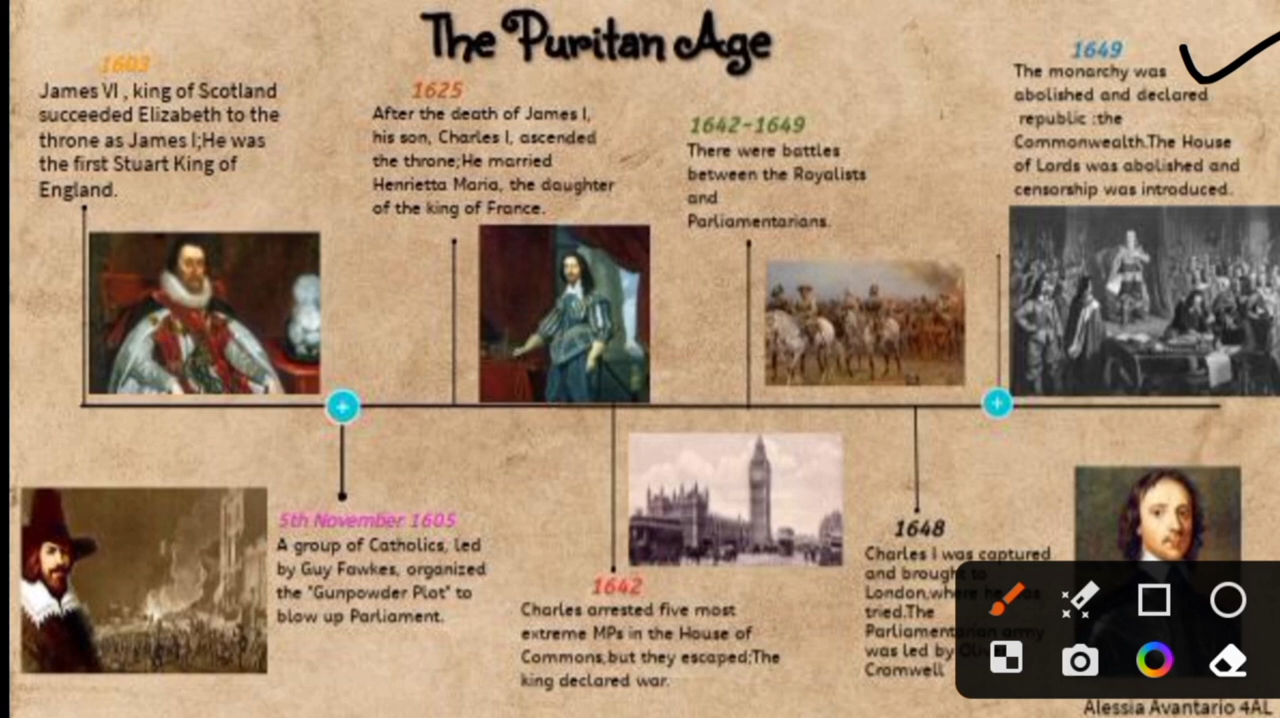 The Puritan Age
1603
James VI , king of Scotland
succeeded Elizabeth to the
throne as James I;He was
the first Stuart King of
England.
1625
After the death of James I,
his son, Charles I, ascended
the throne;He married
Henrietta Maria, the daughter
of the king of France.
1642-1649
There were battles
between the Royalists
and
Parliamentarians.
1649
The monarchy was
abolished and declared
republic :the
Commonwealth.The House
of Lords was abolished and
censorship was introduced.
5th November 1605
A group of Catholics, led
by Guy Fawkes, organized
the "Gunpowder Plot" to
blow up Parliament.
1642
Charles arrested five most
extreme MPs in the House of
Commons,but they escaped;The
king declared war.
1648
Charles I was captured
and brought to
London,where he was
tried.The
Parliamentarian army
was led by Oliver
Cromwell
Alessia Avantario 4AL